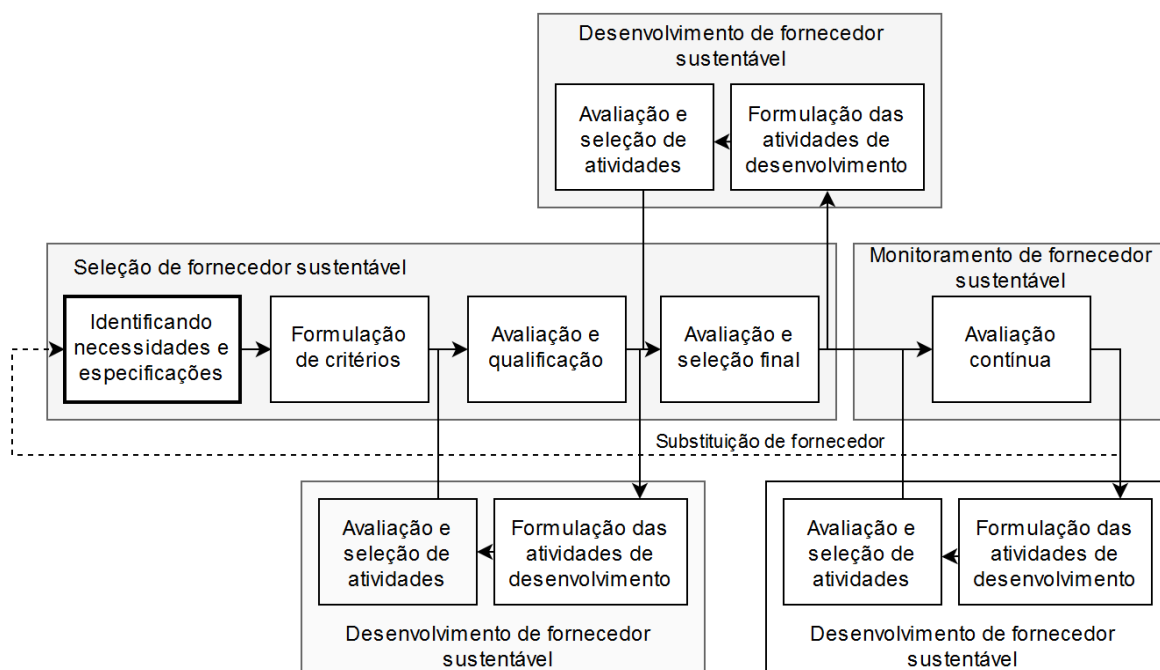 Desenvolvimento de fornecedor
sustentável
Avaliação e
seleção de
atividades
Formulação das
atividades de
desenvolvimento
Seleção de fornecedor sustentável
Identificando
necessidades e
especificações
Formulação
de critérios
Avaliação e
qualificação
Avaliação e
seleção final
Monitoramento de fornecedor
sustentável
Avaliação
contínua
Substituição de fornecedor
Avaliação e
seleção de
atividades
Formulação das
atividades de
desenvolvimento
Desenvolvimento de fornecedor
sustentável
Avaliação e
seleção de
atividades
Formulação das
atividades de
desenvolvimento
Desenvolvimento de fornecedor
sustentável